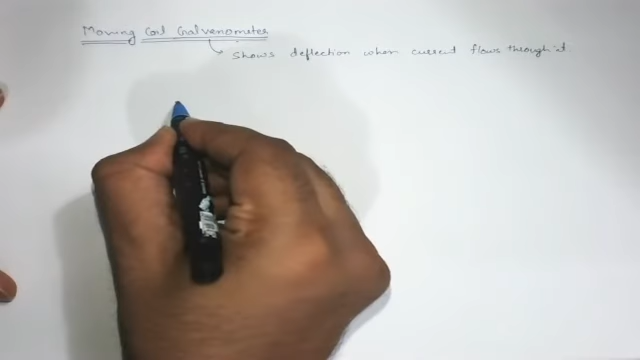 Moving Coil Galvenometer
Shows deflection when current flows through it.